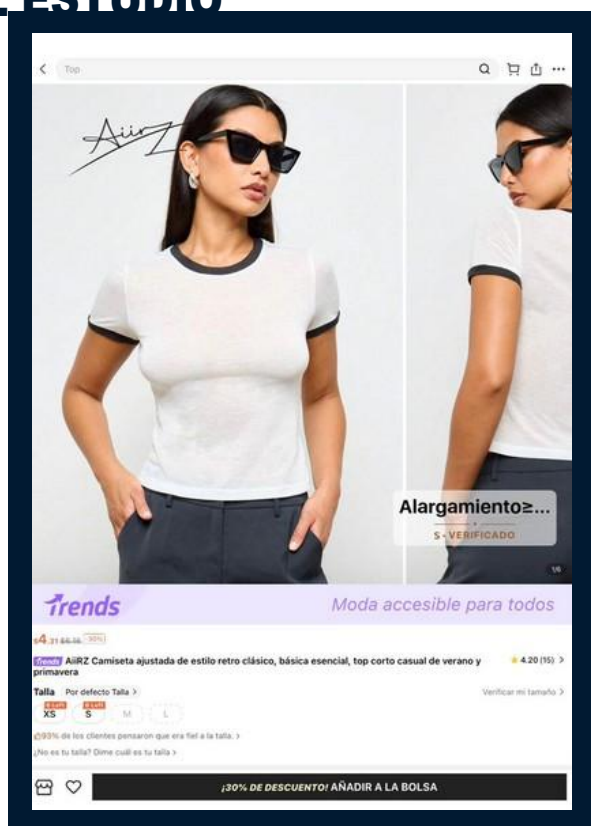 ESTUDIO
Top
AiiRZ
Alargamiento≥...
S-VERIFICADO
1/6
Trends
Moda accesible para todos
$4.31 $6.16 -30%
Trends AiiRZ Camiseta ajustada de estilo retro clásico, básica esencial, top corto casual de verano y
primavera
4.20 (15) >
Talla Por defecto Talla >
Verificar mi tamaño >
Left
Left
XS S M L
93% de los clientes pensaron que era fiel a la talla. >
¿No es tu talla? Dime cuál es tu talla >
¡30% DE DESCUENTO! AÑADIR A LA BOLSA